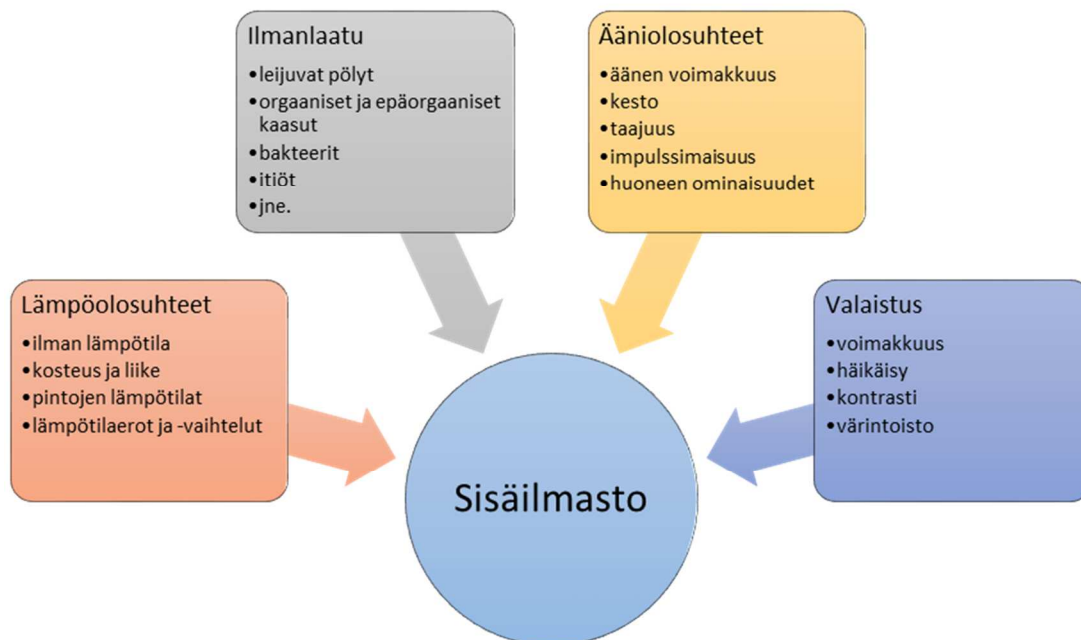 Ilmanlaatu
•leijuvat pölyt
•orgaaniset ja epäorgaaniset
kaasut
•bakteerit
•itiöt
•jne.
Ääniolosuhteet
•äänen voimakkuus
•kesto
•taajuus
•impulssimaisuus
•huoneen ominaisuudet
Lämpöolosuhteet
•ilman lämpötila
•kosteus ja liike
•pintojen lämpötilat
•lämpötilaerot ja -vaihtelut
Valaistus
•voimakkuus
•häikäisy
•kontrasti
•värintoisto
Sisäilmasto